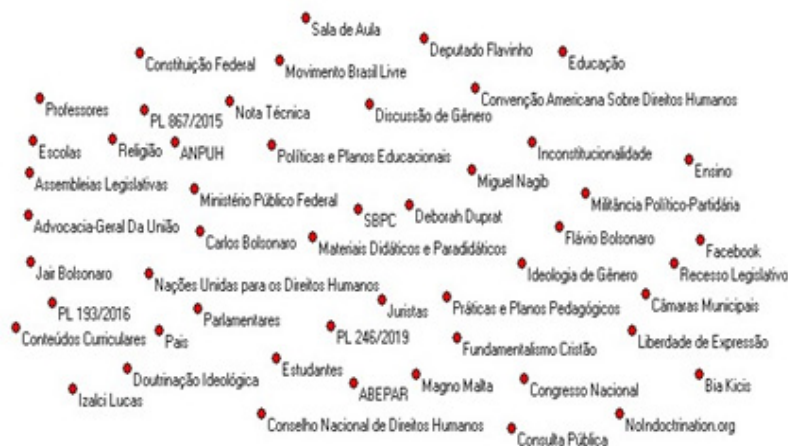 Sala de Aula
Deputado Flavinho
Constituição Federal
Movimento Brasil Livre
Educação
Professores
PL 867/2015
Nota Técnica
Discussão de Gênero
Convenção Americana Sobre Direitos Humanos
Escolas
Religião
ANPUH
Políticas e Planos Educacionais
Inconstitucionalidade
Ensino
Assembleias Legislativas
Ministério Público Federal
Miguel Nagib
Militância Político-Partidária
Advocacia-Geral Da União
Carlos Bolsonaro
SBPC
Deborah Duprat
Materiais Didáticos e Paradidáticos
Flávio Bolsonaro
Facebook
Jair Bolsonaro
Nações Unidas para os Direitos Humanos
Ideologia de Gênero
Recesso Legislativo
PL 193/2016
Parlamentares
Juristas
Práticas e Planos Pedagógicos
Câmaras Municipais
Conteúdos Curriculares
Pais
PL 246/2019
Fundamentalismo Cristão
Liberdade de Expressão
Doutrinação Ideológica
Estudantes
Izalci Lucas
ABEPAR
Magno Malta
Congresso Nacional
Bia Kicis
Conselho Nacional de Direitos Humanos
Consulta Pública
NoIndoctrination.org